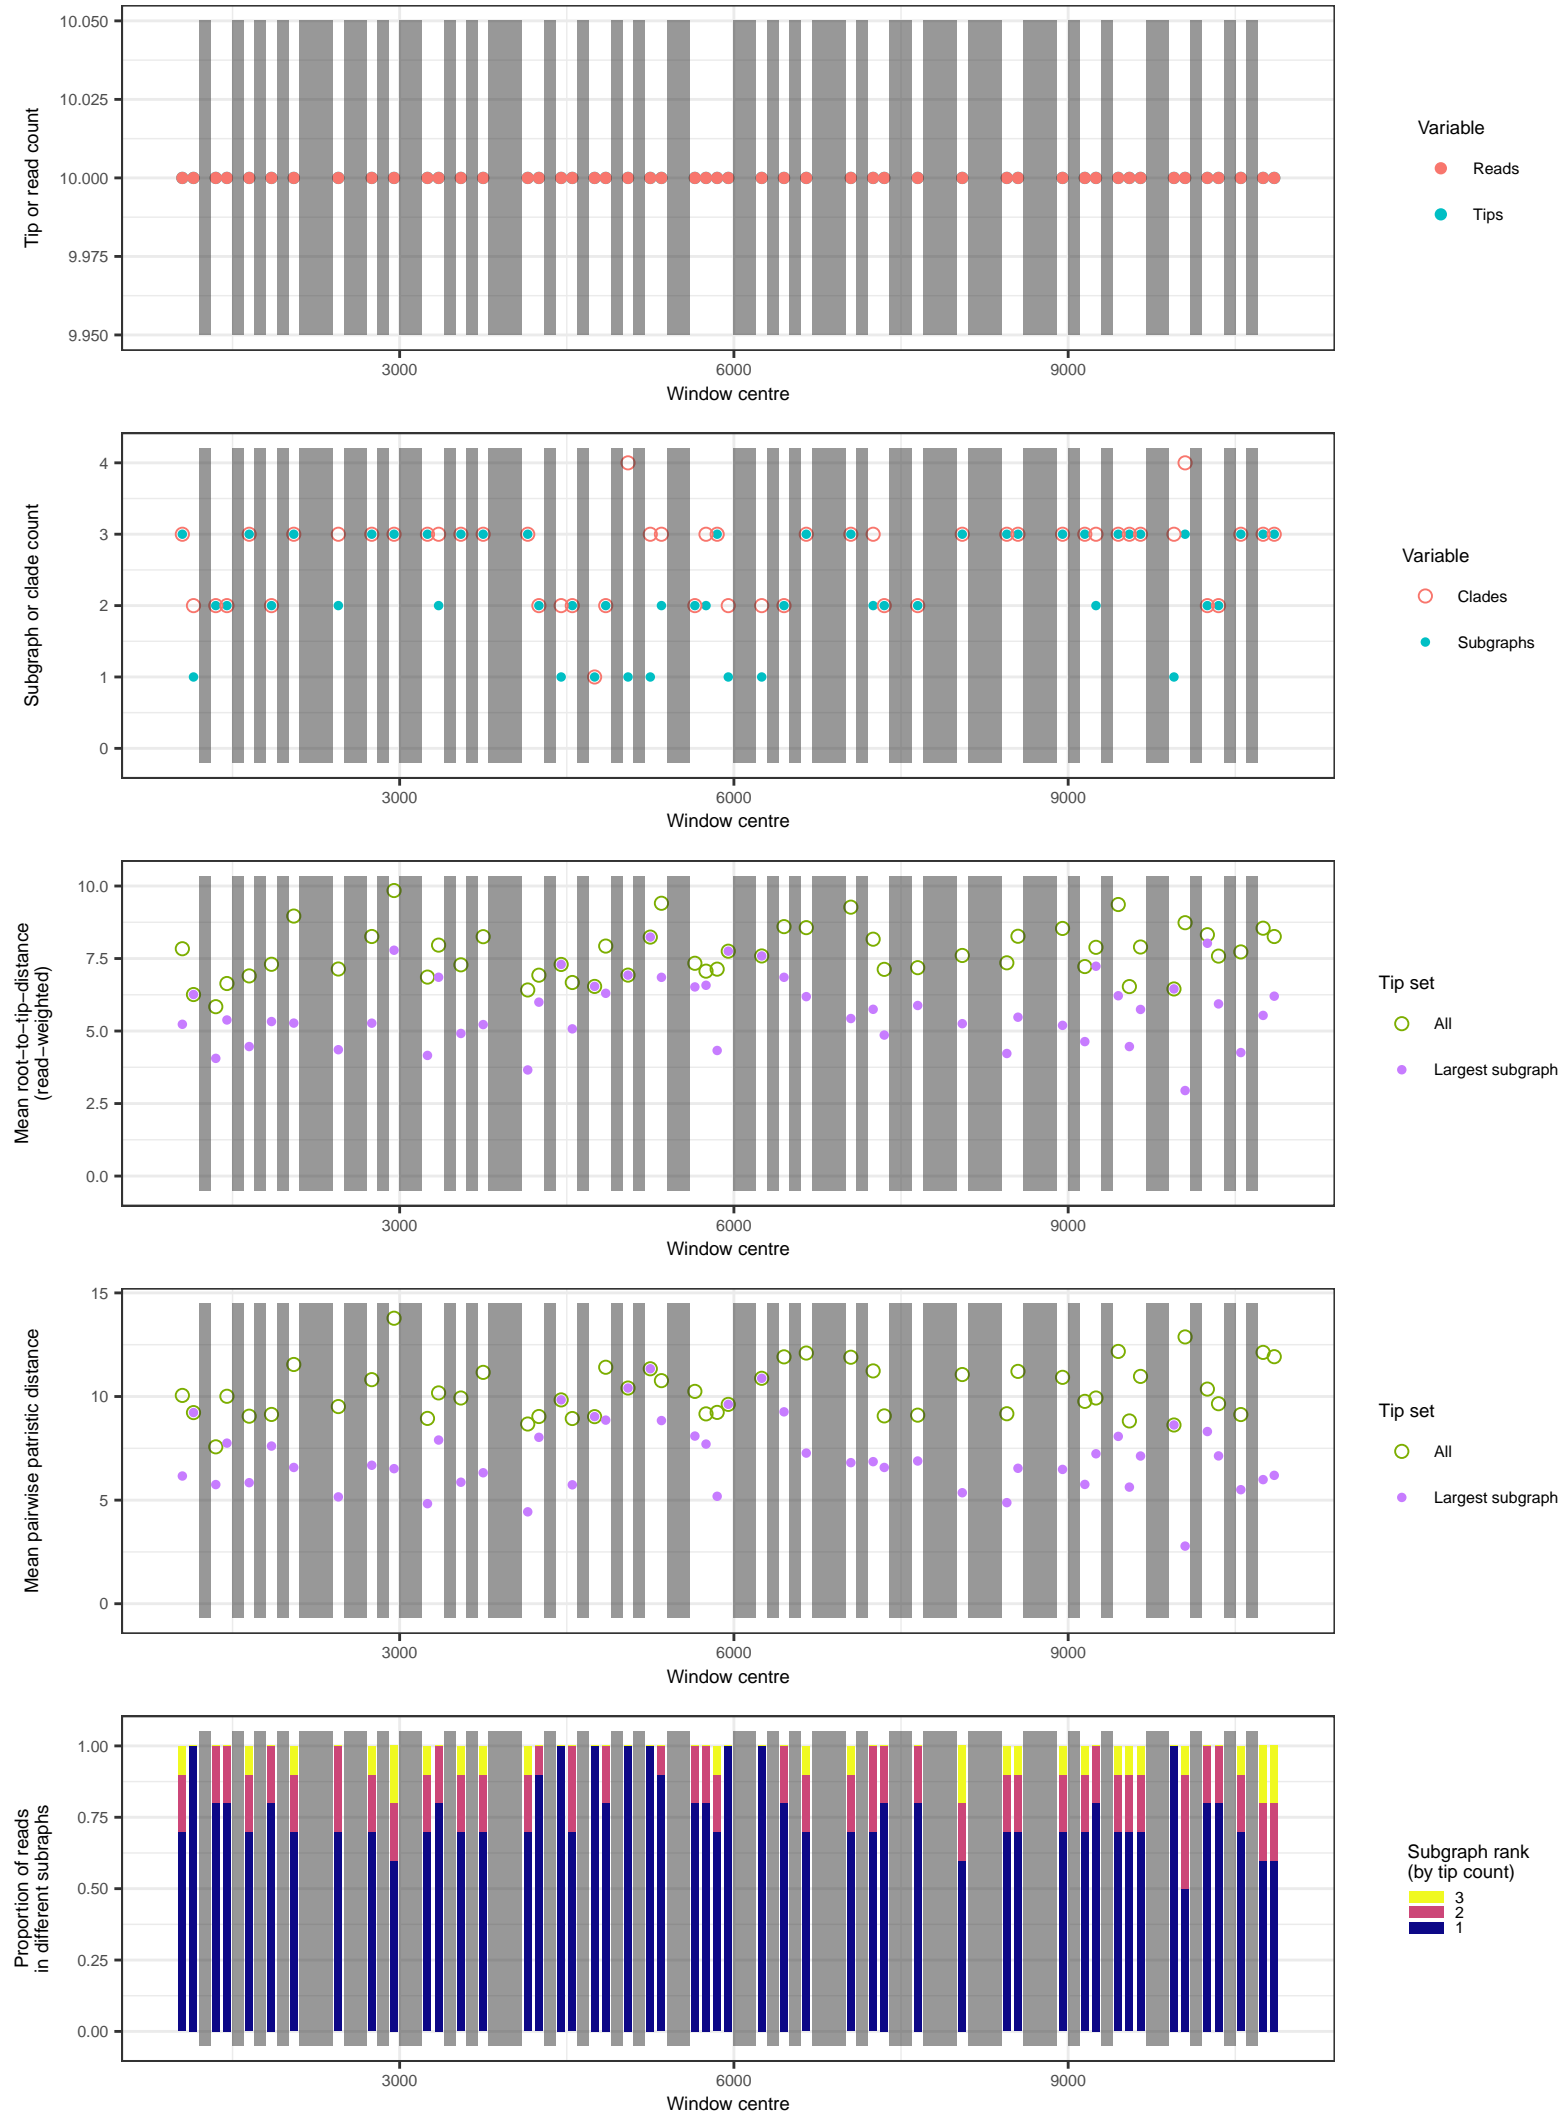 10.050
10.025
10.000
9.975
9.950
Tip or read count
3000
6000
9000
Window centre
Variable
Reads
Tips
4
3
2
1
0
Subgraph or clade count
3000
6000
9000
Window centre
Variable
Clades
Subgraphs
10.0
7.5
5.0
2.5
0.0
Mean root−to−tip−distance
(read−weighted)
3000
6000
9000
Window centre
Tip set
All
Largest subgraph
15
10
5
0
Mean pairwise patristic distance
3000
6000
9000
Window centre
Tip set
All
Largest subgraph
1.00
0.75
0.50
0.25
0.00
Proportion of reads
in different subraphs
3000
6000
9000
Window centre
Subgraph rank
(by tip count)
3
2
1